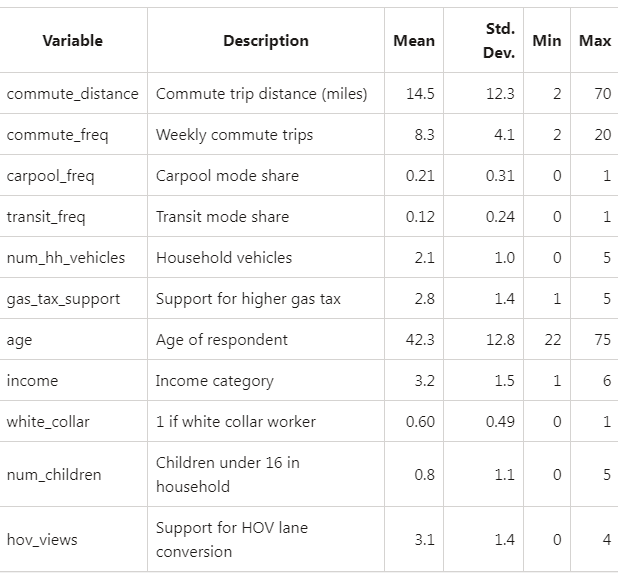 Variable Description Mean Std. Dev. Min Max
commute_distance Commute trip distance (miles) 14.5 12.3 2 70
commute_freq Weekly commute trips 8.3 4.1 2 20
carpool_freq Carpool mode share 0.21 0.31 0 1
transit_freq Transit mode share 0.12 0.24 0 1
num_hh_vehicles Household vehicles 2.1 1.0 0 5
gas_tax_support Support for higher gas tax 2.8 1.4 1 5
age Age of respondent 42.3 12.8 22 75
income Income category 3.2 1.5 1 6
white_collar 1 if white collar worker 0.60 0.49 0 1
num_children Children under 16 in household 0.8 1.1 0 5
hov_views Support for HOV lane conversion 3.1 1.4 0 4